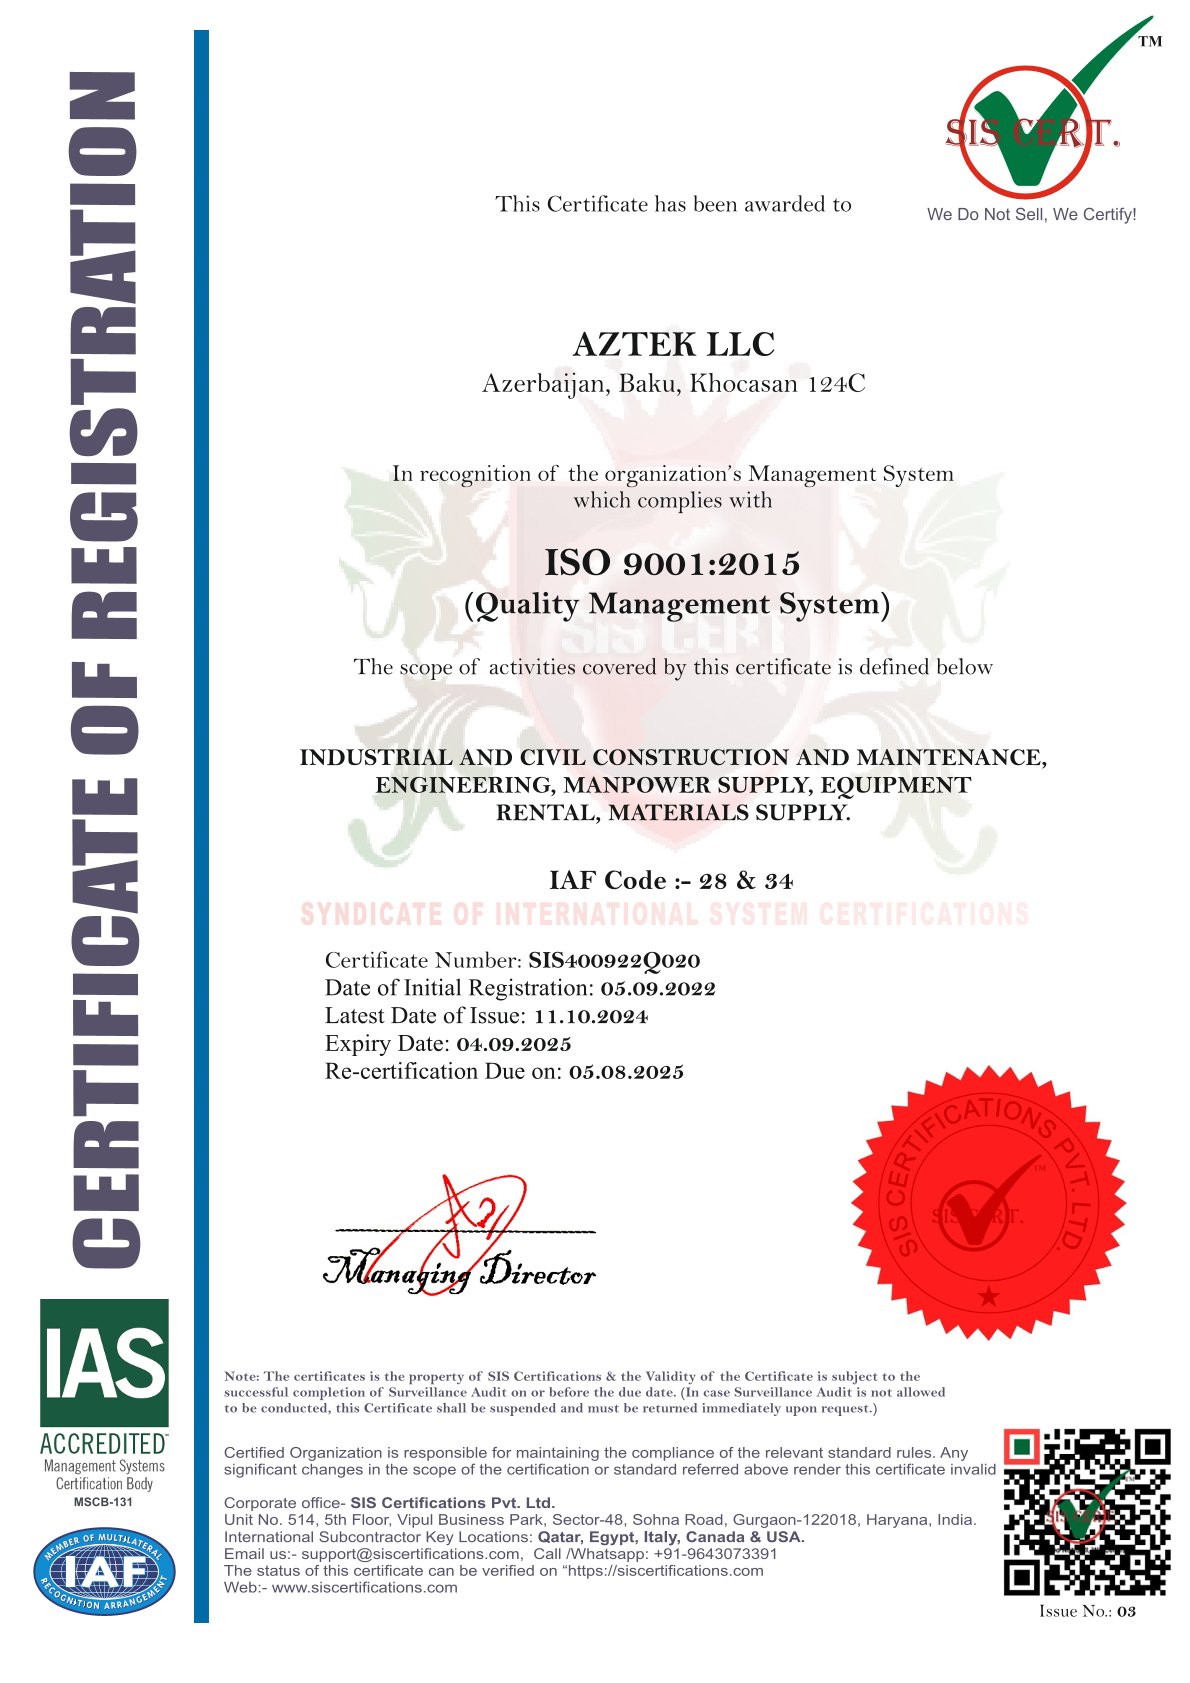 CERTIFICATE OF REGISTRATION
TM
SIS CERT.
We Do Not Sell, We Certify!
This Certificate has been awarded to
AZTEK LLC
Azerbaijan, Baku, Khocasan 124C
In recognition of the organization's Management System
which complies with
ISO 9001:2015
(Quality Management System)
SIS CERT
The scope of activities covered by this certificate is defined below
INDUSTRIAL AND CIVIL CONSTRUCTION AND MAINTENANCE,
ENGINEERING, MANPOWER SUPPLY, EQUIPMENT
RENTAL, MATERIALS SUPPLY.
IAF Code :- 28 & 34
SYNDICATE OF INTERNATIONAL SYSTEM CERTIFICATIONS
Certificate Number: SIS400922Q020
Date of Initial Registration: 05.09.2022
Latest Date of Issue: 11.10.2024
Expiry Date: 04.09.2025
Re-certification Due on: 05.08.2025
Managing Director
SIS CERTIFICATIONS PVT. LTD.
SIS CERT.
TM
IAS
ACCREDITED™
Management Systems
Certification Body
MSCB-131
MEMBER OF MULTILATERAL
IAF
RECOGNITION ARRANGEMENT
Note: The certificates is the property of SIS Certifications & the Validity of the Certificate is subject to the
successful completion of Surveillance Audit on or before the due date. (In case Surveillance Audit is not allowed
to be conducted, this Certificate shall be suspended and must be returned immediately upon request.)
Certified Organization is responsible for maintaining the compliance of the relevant standard rules. Any
significant changes in the scope of the certification or standard referred above render this certificate invalid
Corporate office- SIS Certifications Pvt. Ltd.
Unit No. 514, 5th Floor, Vipul Business Park, Sector-48, Sohna Road, Gurgaon-122018, Haryana, India.
International Subcontractor Key Locations: Qatar, Egypt, Italy, Canada & USA.
Email us:- support@siscertifications.com, Call /Whatsapp: +91-9643073391
The status of this certificate can be verified on “https://siscertifications.com
Web:- www.siscertifications.com
SIS CERT.
Issue No.: 03